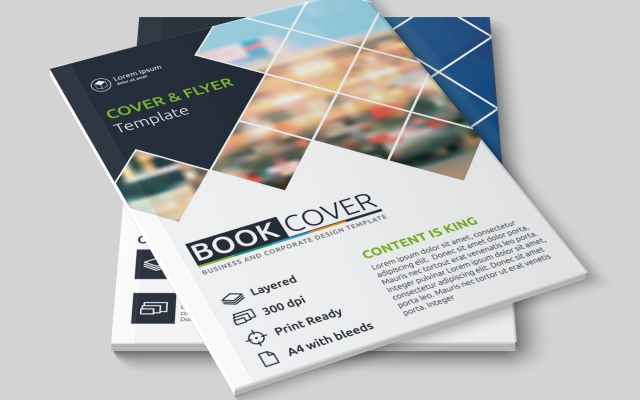 Lorem Ipsum
dolor sit amet
COVER & FLYER
Template
BOOK COVER
BUSINESS AND CORPORATE DESIGN TEMPLATE
Layered
300 dpi
Print Ready
A4 with bleeds
CONTENT IS KING
Lorem ipsum dolor sit amet, consectetur
adipiscing elit. Donec sit amet dolor porta,
Mauris nec tortour erat venenatis loyo porta.
Integer pulvinar Lorem ipsum dolor sit amet,
consectetur adipiscing elit. Donec sit amet,
porta leo. Mauris nec tortor ut erat venetis
porta. Integer